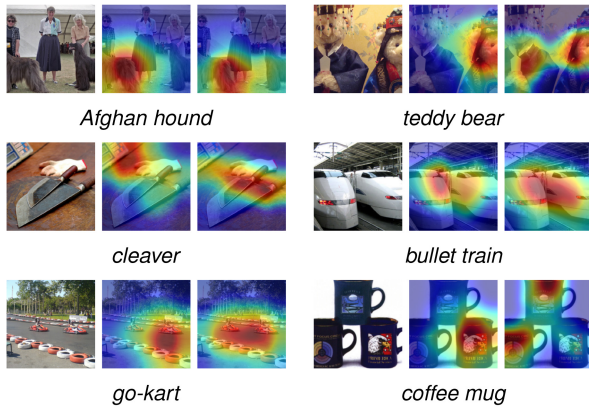 Afghan hound
teddy bear
cleaver
bullet train
go-kart
coffee mug